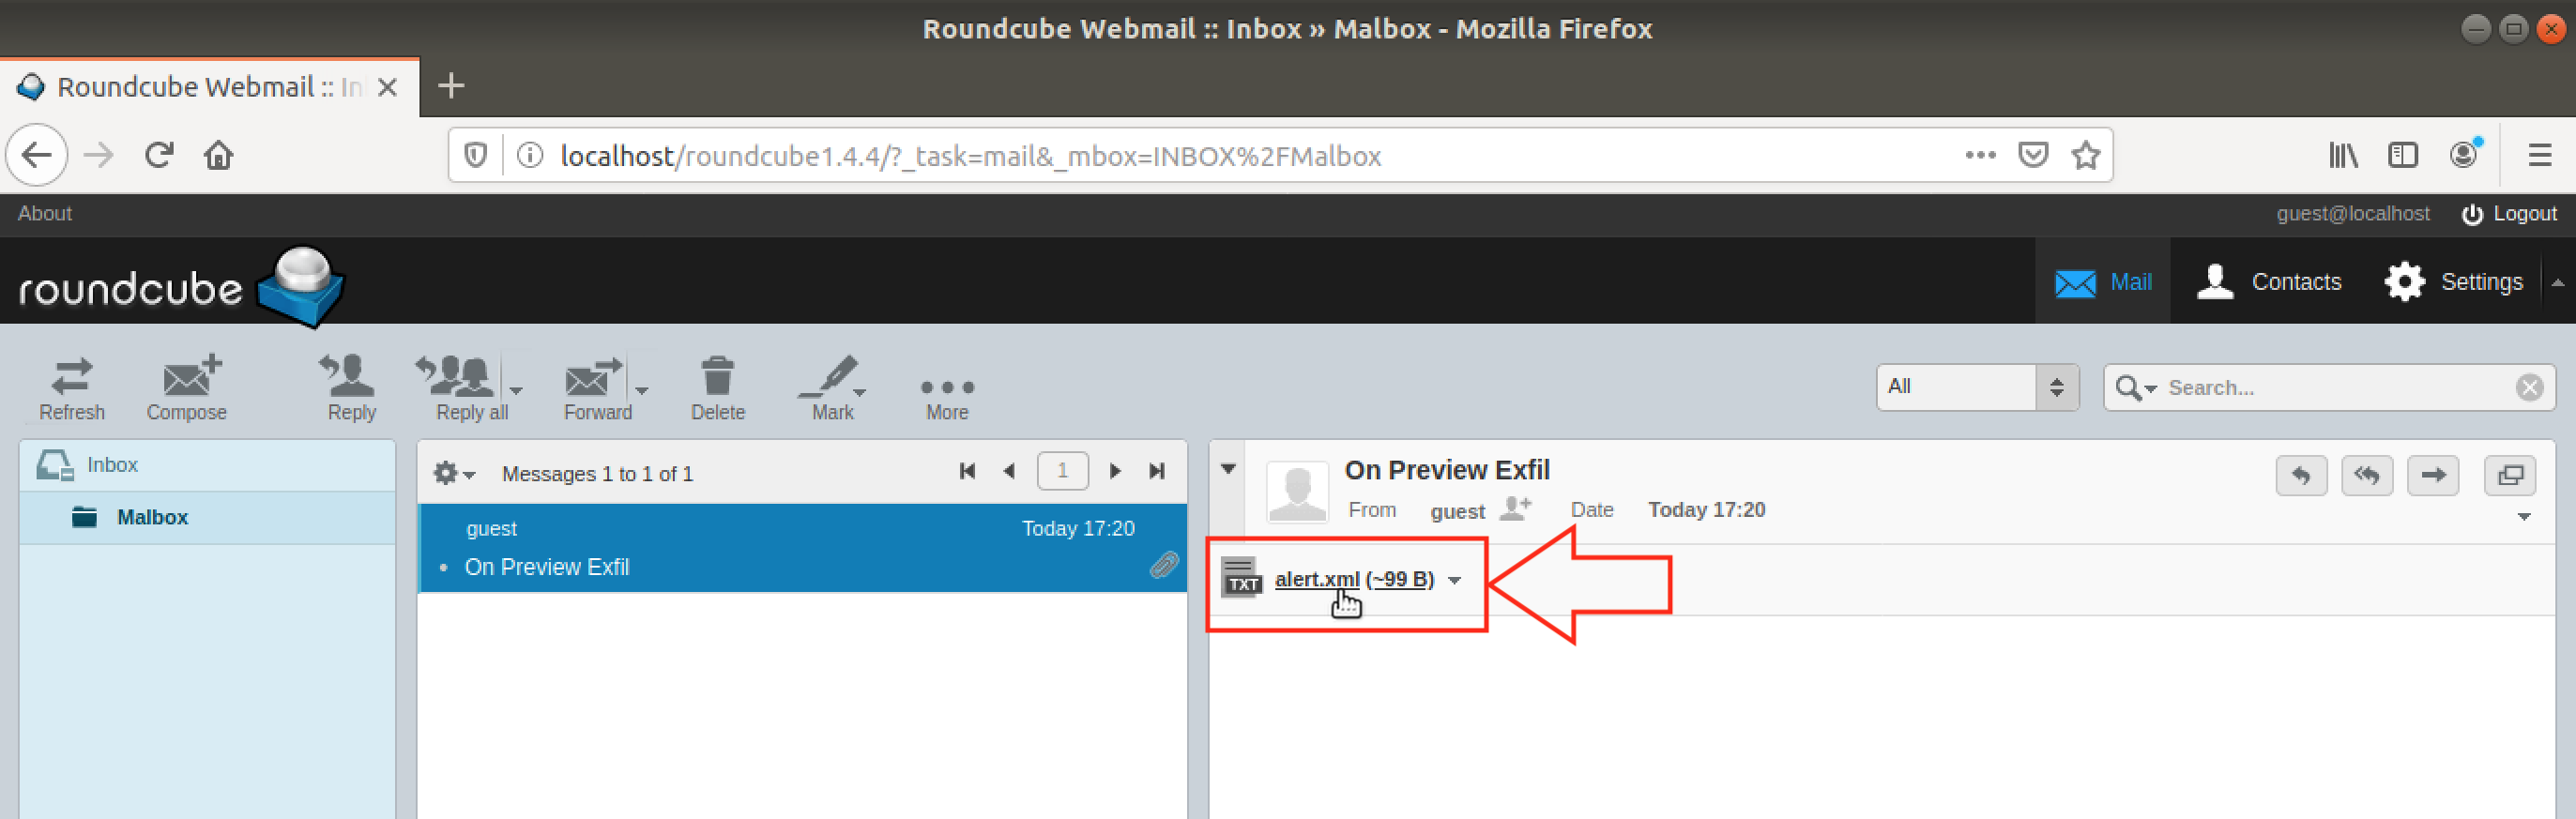 Roundcube Webmail :: Inbox » Malbox - Mozilla Firefox
Roundcube Webmail :: In
localhost/roundcube1.4.4/?_task=mail&_mbox=INBOX%2FMalbox
About
guest@localhost
Logout
roundcube
Mail
Contacts
Settings
Refresh
Compose
Reply
Reply all
Forward
Delete
Mark
More
All
Search...
Inbox
Malbox
Messages 1 to 1 of 1
1
guest
Today 17:20
On Preview Exfil
On Preview Exfil
From guest Date Today 17:20
TXT
alert.xml (~99 B)